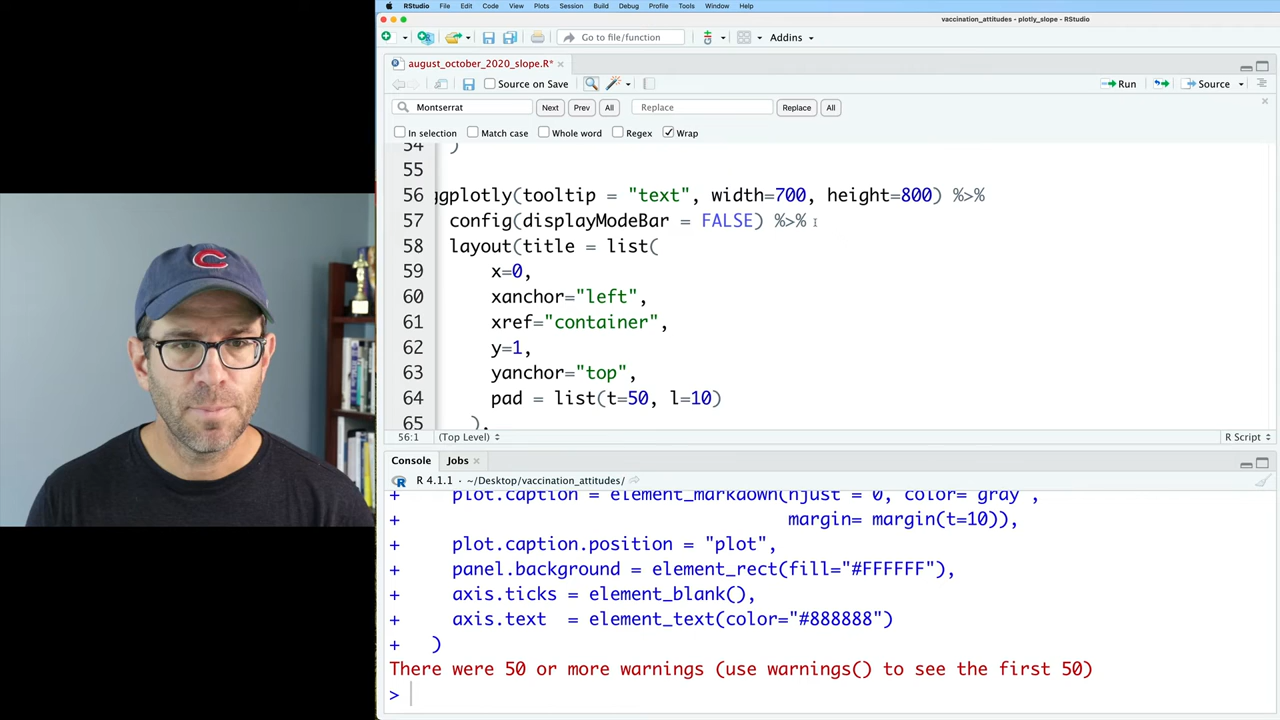 RStudio File Edit Code View Plots Session Build Debug Profile Tools Window Help
vaccination_attitudes - plotly_slope - RStudio
Go to file/function Addins
august_october_2020_slope.R*
Source on Save Run Source
Montserrat Next Prev All Replace Replace All
In selection Match case Whole word Regex Wrap
54 )
55
56 ggplotly(tooltip = "text", width=700, height=800) %>%
57 config(displayModeBar = FALSE) %>%
58 layout(title = list(
59 x=0,
60 xanchor="left",
61 xref="container",
62 y=1,
63 yanchor="top",
64 pad = list(t=50, l=10)
65 ),
56:1 (Top Level) R Script
Console Jobs
R 4.1.1 · ~/Desktop/vaccination_attitudes/
+ plot.caption = element_markdown(hjust = 0, color="gray",
+ margin= margin(t=10)),
+ plot.caption.position = "plot",
+ panel.background = element_rect(fill="#FFFFFF"),
+ axis.ticks = element_blank(),
+ axis.text = element_text(color="#888888")
+ )
There were 50 or more warnings (use warnings() to see the first 50)
>